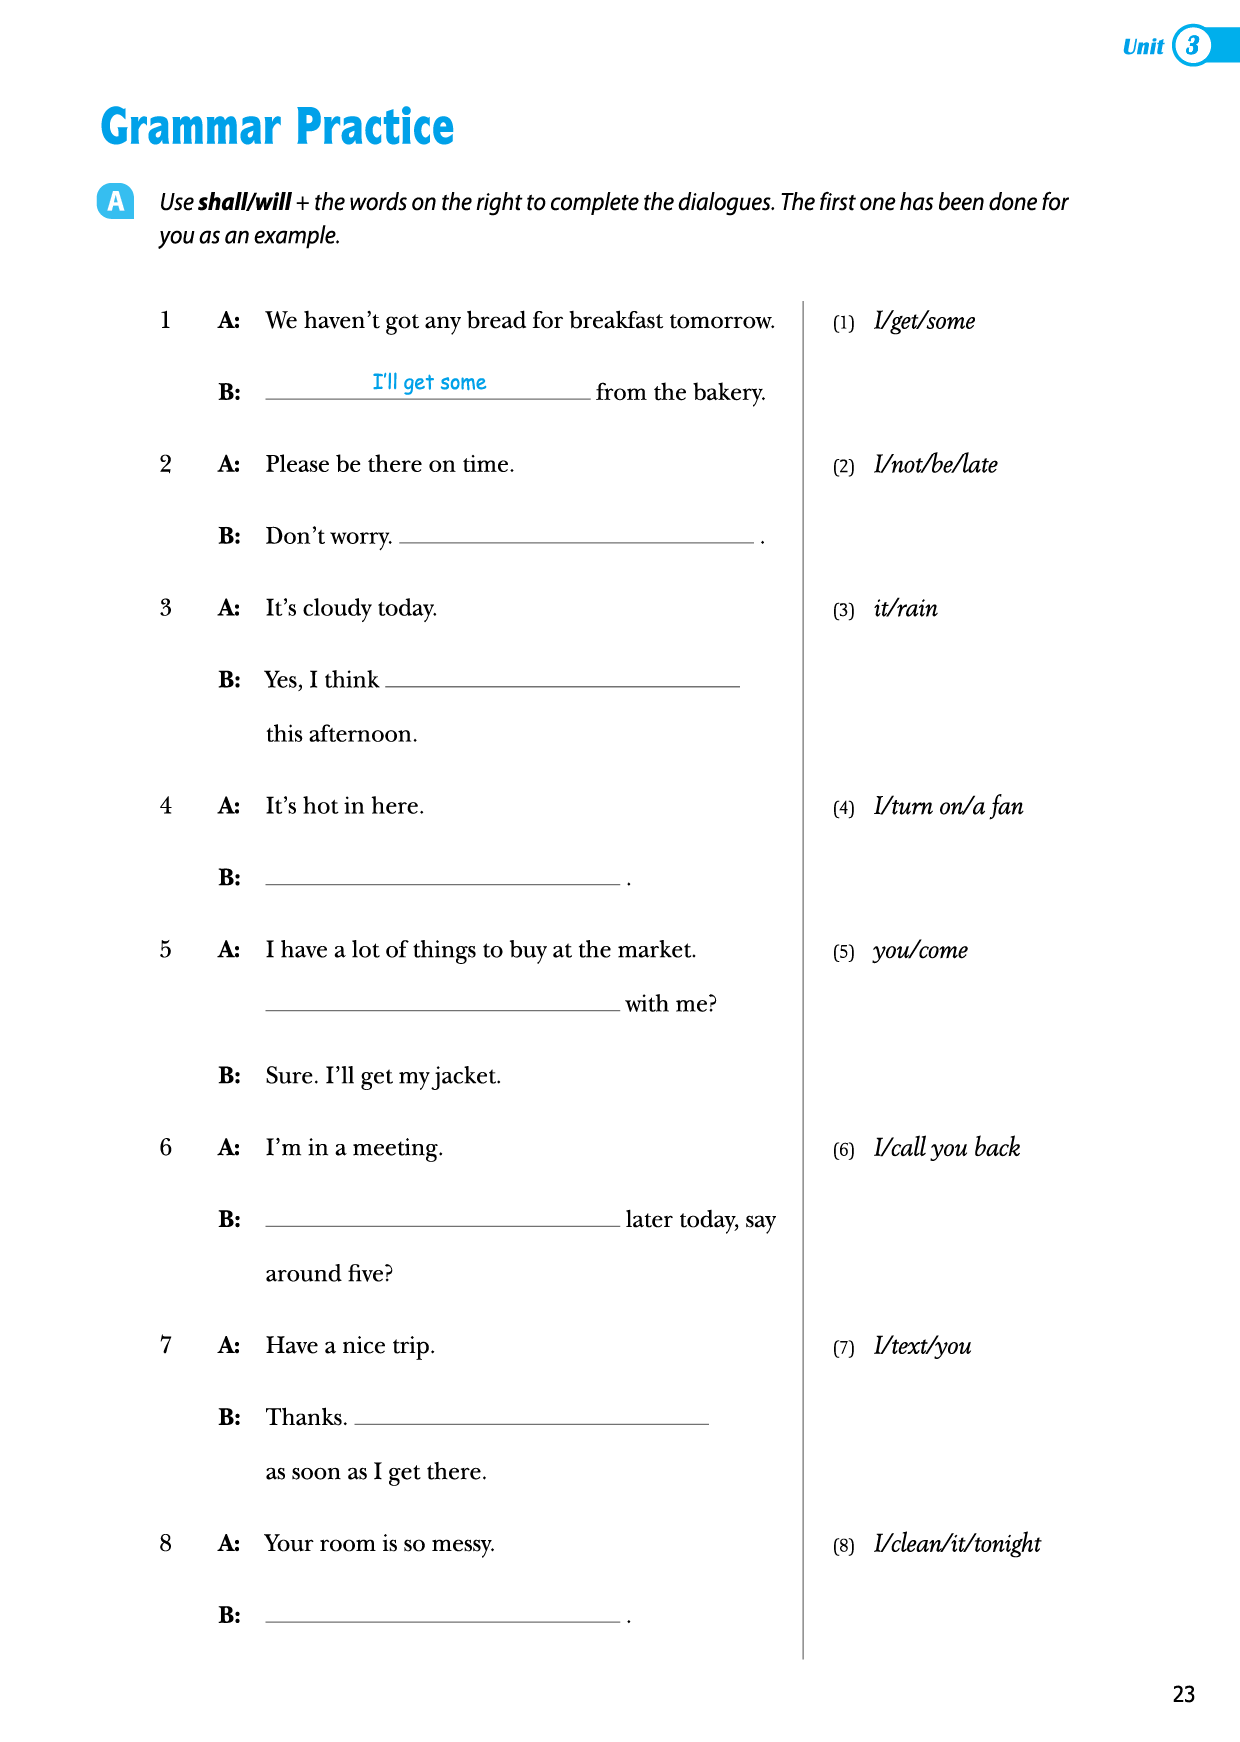 Unit 3
Grammar Practice
A Use shall/will + the words on the right to complete the dialogues. The first one has been done for
you as an example.
1 A: We haven’t got any bread for breakfast tomorrow. (1) I/get/some
B: I’ll get some from the bakery.
2 A: Please be there on time. (2) I/not/be/late
B: Don’t worry. .
3 A: It’s cloudy today. (3) it/rain
B: Yes, I think
this afternoon.
4 A: It’s hot in here. (4) I/turn on/a fan
B: .
5 A: I have a lot of things to buy at the market. (5) you/come
with me?
B: Sure. I’ll get my jacket.
6 A: I’m in a meeting. (6) I/call you back
B: later today, say
around five?
7 A: Have a nice trip. (7) I/text/you
B: Thanks.
as soon as I get there.
8 A: Your room is so messy. (8) I/clean/it/tonight
B: .
23